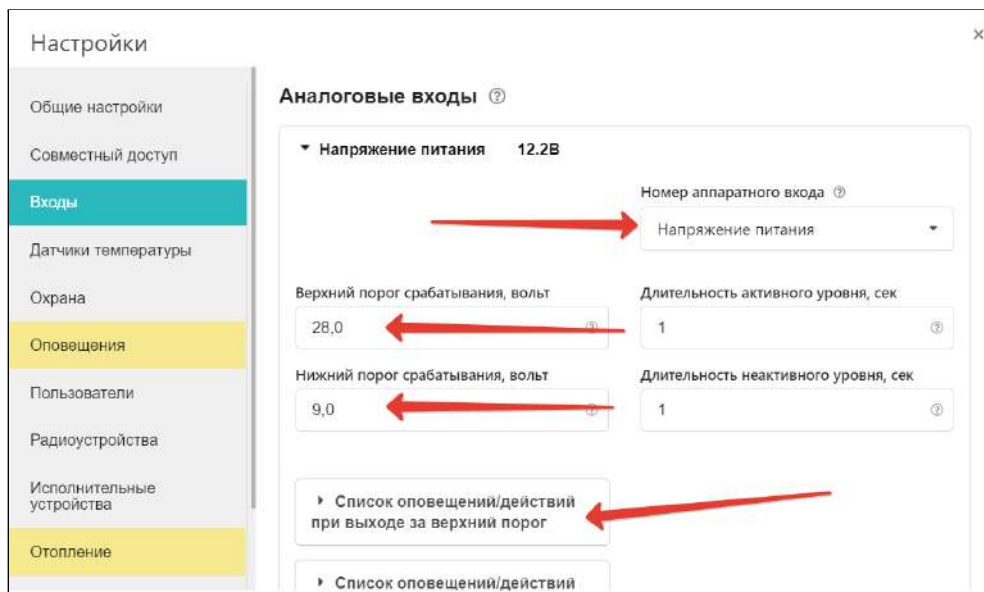 Настройки
×
Общие настройки
Совместный доступ
Входы
Датчики температуры
Охрана
Оповещения
Пользователи
Радиоустройства
Исполнительные
устройства
Отопление
Аналоговые входы ?
Напряжение питания 12.2В
Номер аппаратного входа ?
Напряжение питания
Верхний порог срабатывания, вольт
28,0 ?
Длительность активного уровня, сек
1 ?
Нижний порог срабатывания, вольт
9,0 ?
Длительность неактивного уровня, сек
1 ?
Список оповещений/действий
при выходе за верхний порог
Список оповещений/действий